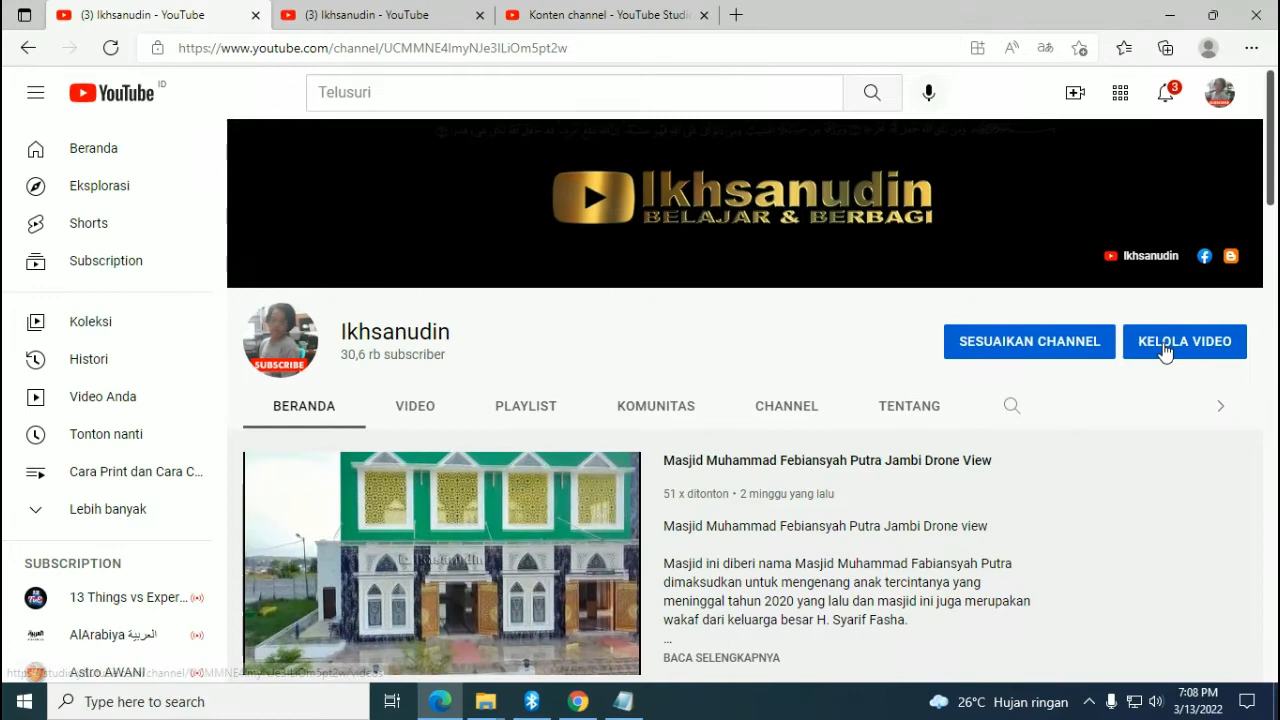 (3) Ikhsanudin - YouTube
(3) Ikhsanudin - YouTube
Konten channel - YouTube Studi
https://www.youtube.com/channel/UCMMNE4ImyNJe3ILiOm5pt2w
YouTube ID
Telusuri
3
Beranda
Eksplorasi
Shorts
Subscription
Koleksi
Histori
Video Anda
Tonton nanti
Cara Print dan Cara C...
Lebih banyak
SUBSCRIPTION
13 Things vs Exper...
AlArabiya العربية
Astro AWANI
Ikhsanudin
BELAJAR & BERBAGI
Ikhsanudin
SUBSCRIBE
Ikhsanudin
30,6 rb subscriber
SESUAIKAN CHANNEL
KELOLA VIDEO
BERANDA
VIDEO
PLAYLIST
KOMUNITAS
CHANNEL
TENTANG
Ikhsanudin
Masjid Muhammad Febiansyah Putra Jambi Drone View
51 x ditonton • 2 minggu yang lalu
Masjid Muhammad Febiansyah Putra Jambi Drone view
Masjid ini diberi nama Masjid Muhammad Fabiansyah Putra
dimaksudkan untuk mengenang anak tercintanya yang
meninggal tahun 2020 yang lalu dan masjid ini juga merupakan
wakaf dari keluarga besar H. Syarif Fasha.
...
BACA SELENGKAPNYA
Type here to search
26°C Hujan ringan
7:08 PM
3/13/2022